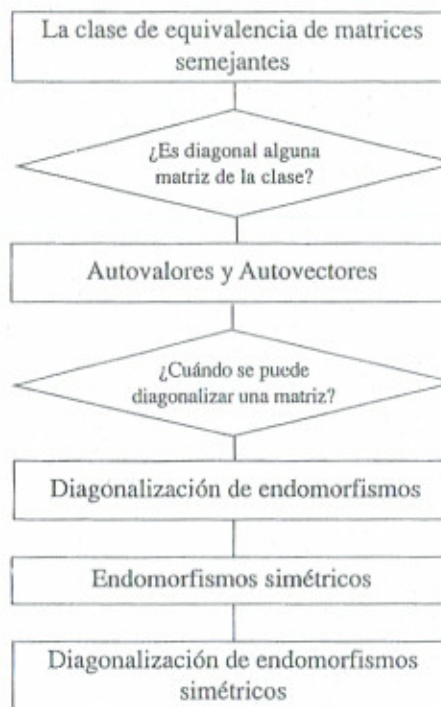 La clase de equivalencia de matrices
semejantes
¿Es diagonal alguna
matriz de la clase?
Autovalores y Autovectores
¿Cuándo se puede
diagonalizar una matriz?
Diagonalización de endomorfismos
Endomorfismos simétricos
Diagonalización de endomorfismos
simétricos